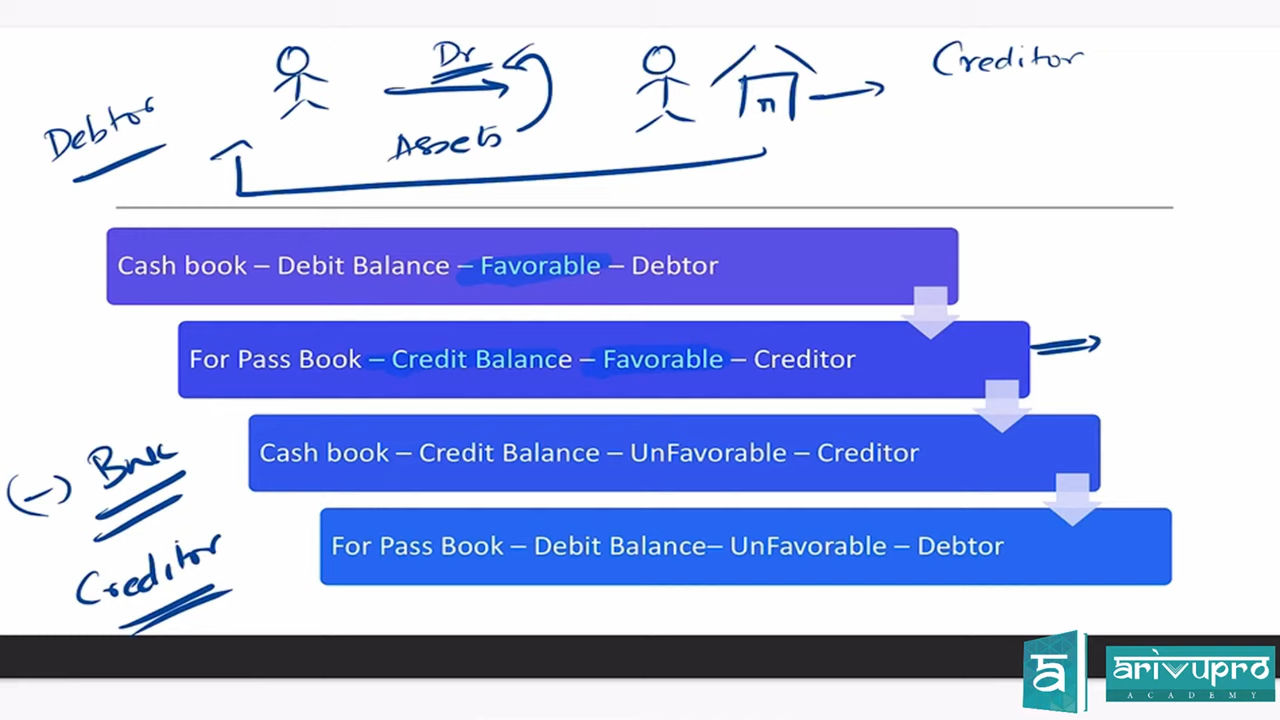 Dr
Creditor
Debtor
Assets
Cash book – Debit Balance – Favorable – Debtor
For Pass Book – Credit Balance – Favorable – Creditor
Cash book – Credit Balance – UnFavorable – Creditor
(-)
Creditor
For Pass Book – Debit Balance– UnFavorable – Debtor
arivupro
ACADEMY